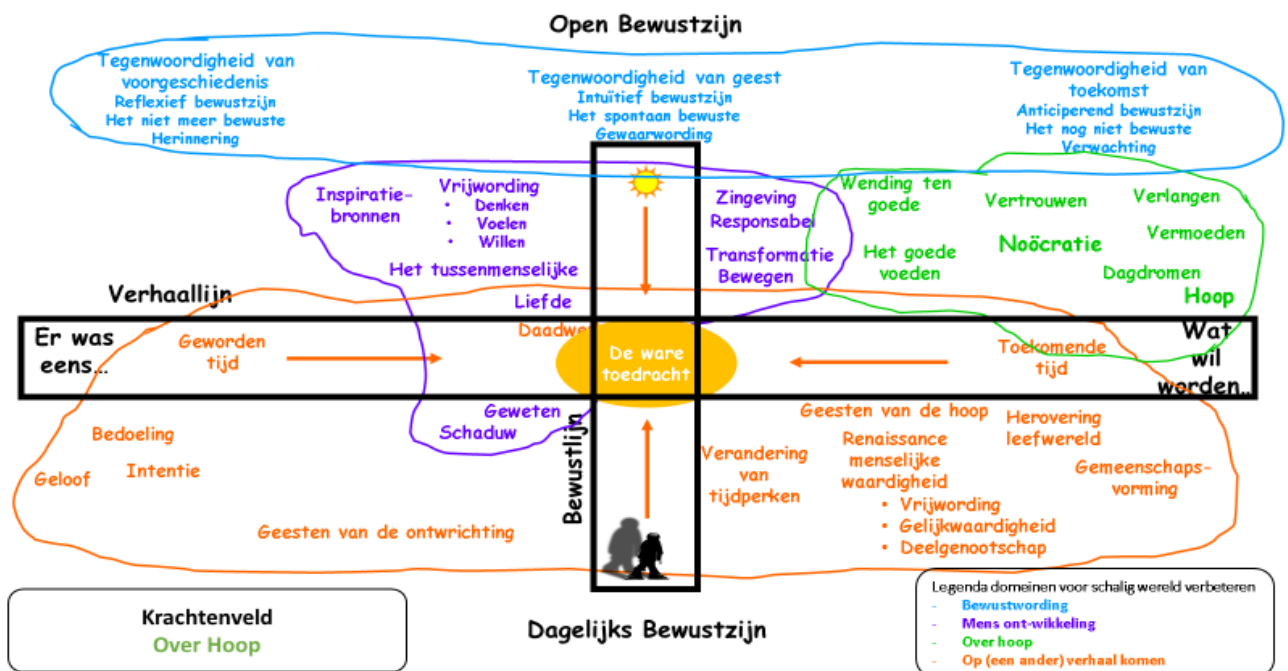 Open Bewustzijn
Tegenwoordigheid van
voorgeschiedenis
Reflexief bewustzijn
Het niet meer bewuste
Herinnering
Tegenwoordigheid van geest
Intuïtief bewustzijn
Het spontaan bewuste
Gewaarwording
Tegenwoordigheid van
toekomst
Anticiperend bewustzijn
Het nog niet bewuste
Verwachting
Inspiratie-
bronnen
Vrijwording
• Denken
• Voelen
• Willen
Het tussenmenselijke
Liefde
Zingeving
Responsabel
Transformatie
Bewegen
Wending ten
goede
Vertrouwen
Verlangen
Vermoeden
Noöcratie
Het goede
voeden
Dagdromen
Hoop
Verhaallijn
Er was
eens…
Geworden
tijd
De ware
toedracht
Toekomende
tijd
Wat
wil
worden…
Geweten
Schaduw
Bewustlijn
Bedoeling
Geloof
Intentie
Geesten van de ontwrichting
Verandering
van
tijdperken
Geesten van de hoop
Renaissance
menselijke
waardigheid
• Vrijwording
• Gelijkwaardigheid
• Deelgenootschap
Herovering
leefwereld
Gemeenschaps-
vorming
Krachtenveld
Over Hoop
Dagelijks Bewustzijn
Legenda domeinen voor schalig wereld verbeteren
- Bewustwording
- Mens ont-wikkeling
- Over hoop
- Op (een ander) verhaal komen